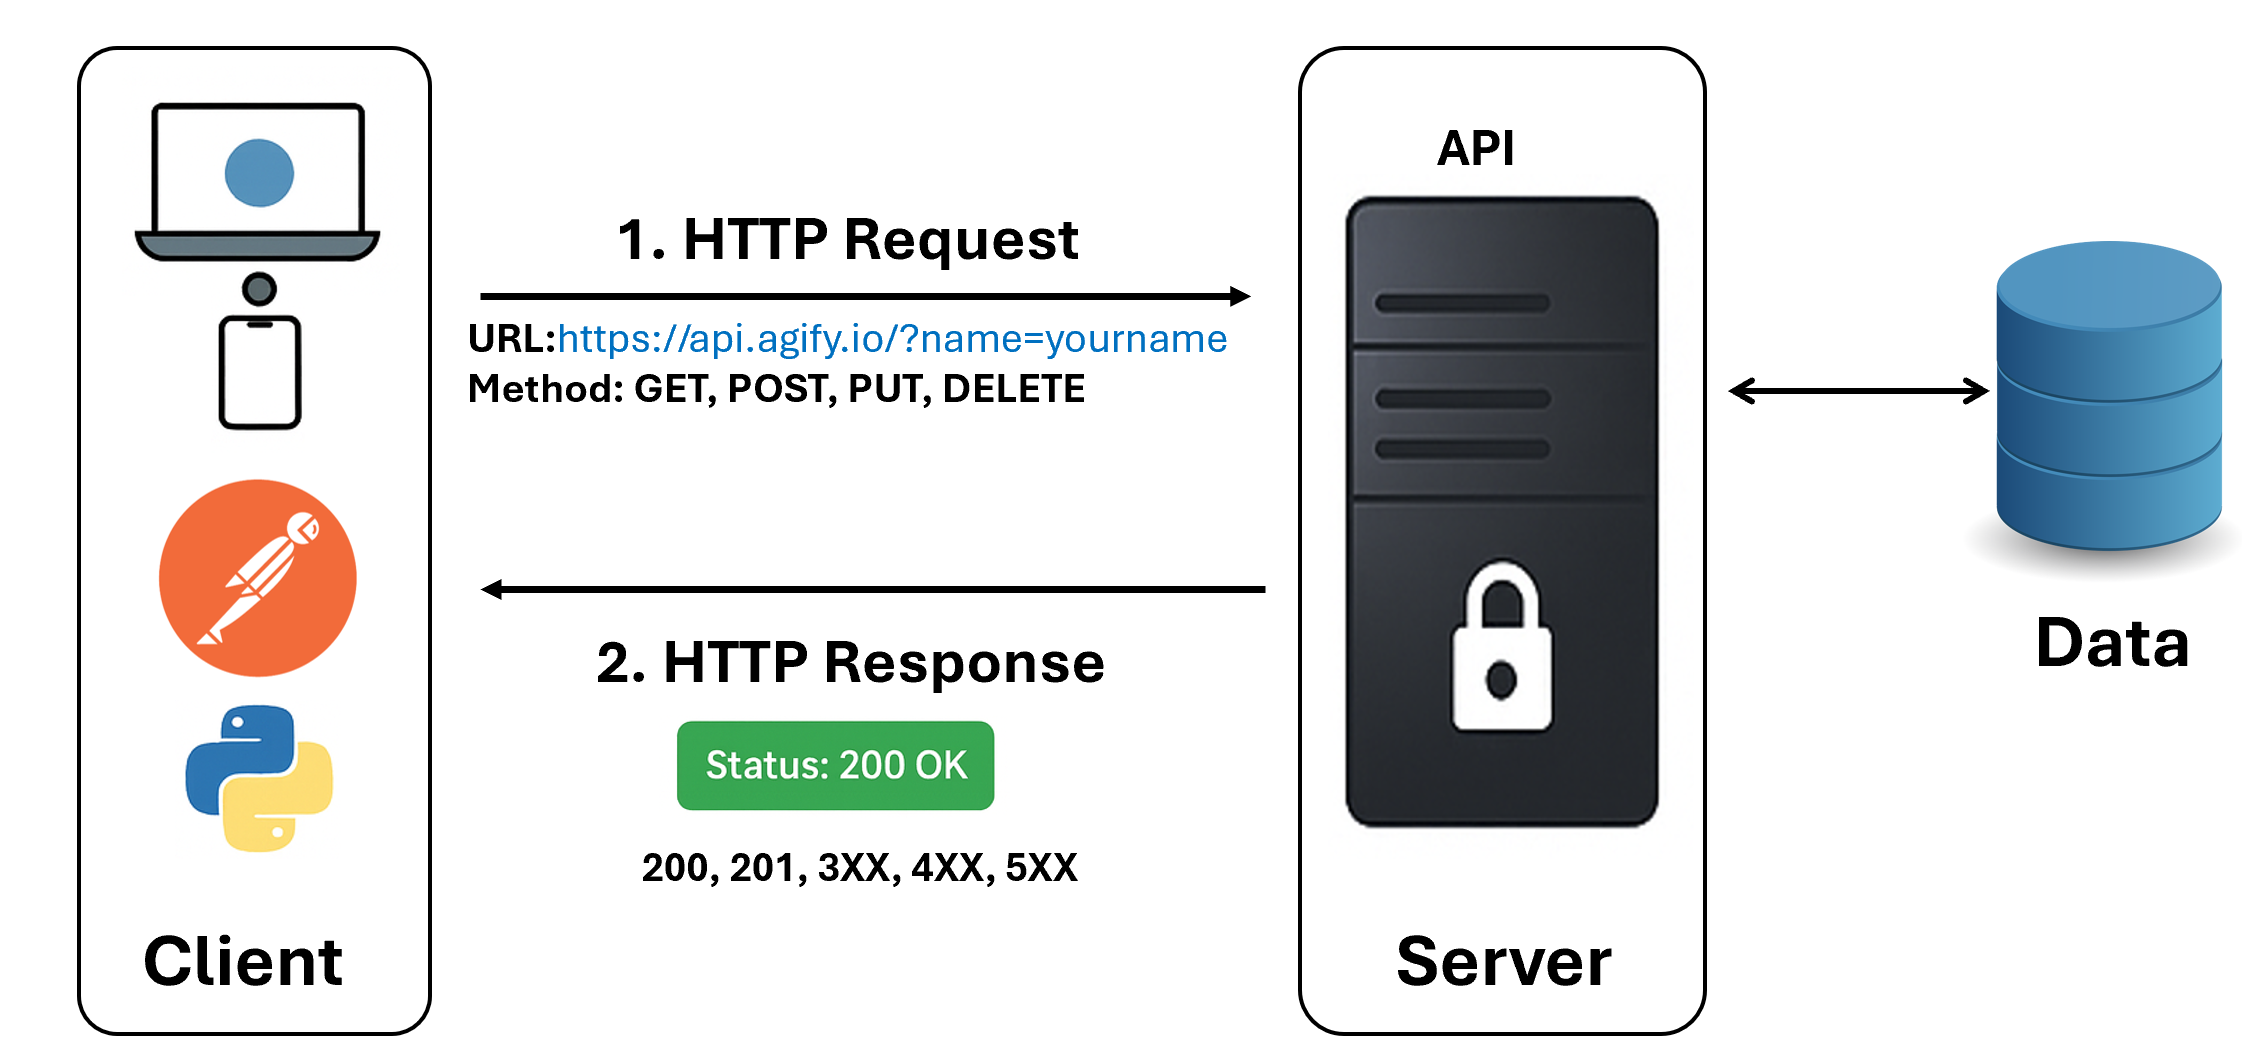 API
1. HTTP Request
URL:https://api.agify.io/?name=yourname
Method: GET, POST, PUT, DELETE
2. HTTP Response
Status: 200 OK
200, 201, 3XX, 4XX, 5XX
Client
Server
Data